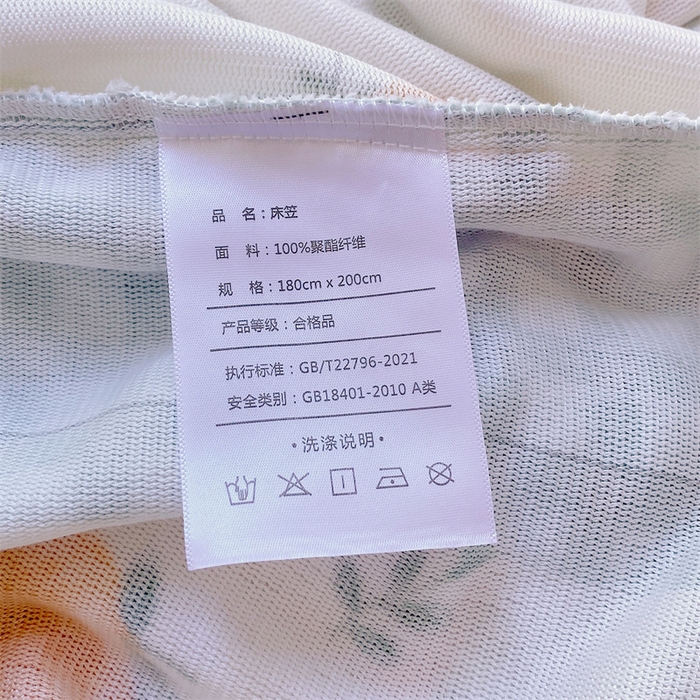 品 名：床笠
面 料：100%聚酯纤维
规 格：180cm x 200cm
产品等级：合格品
执行标准：GB/T22796-2021
安全类别：GB18401-2010 A类
·洗涤说明·